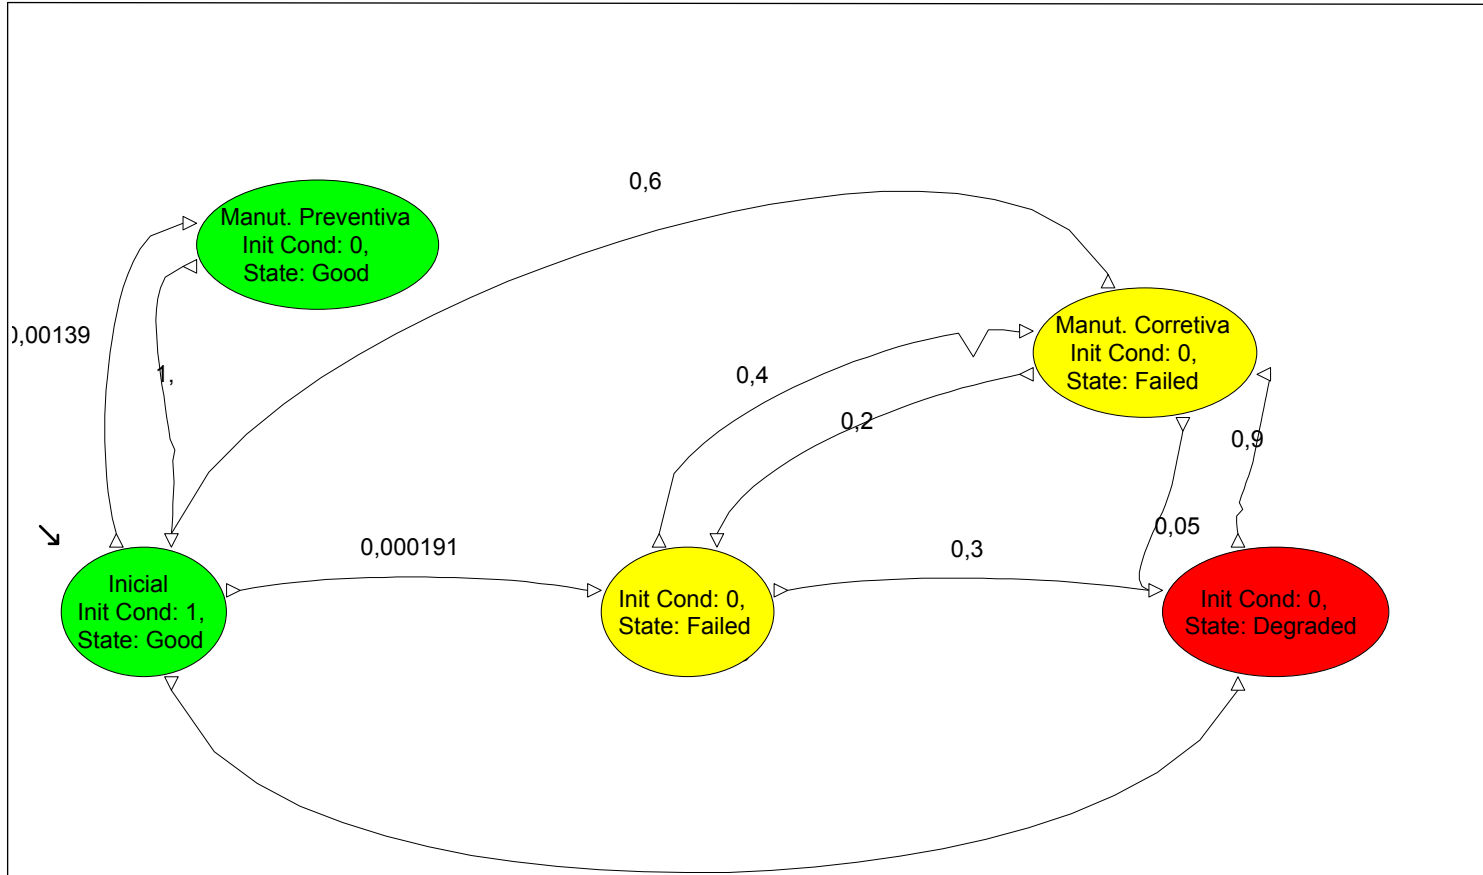 0,6
Manut. Preventiva
Init Cond: 0,
State: Good
0,00139
1,
Manut. Corretiva
Init Cond: 0,
State: Failed
0,4
0,2
0,9
0,05
0,000191
0,3
Inicial
Init Cond: 1,
State: Good
Init Cond: 0,
State: Failed
Init Cond: 0,
State: Degraded